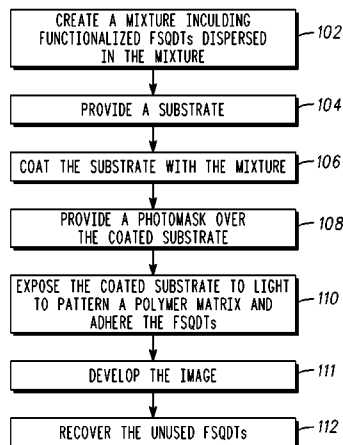 CREATE A MIXTURE INCULDING
FUNCTIONALIZED FSQDTs DISPERSED
IN THE MIXTURE
102
PROVIDE A SUBSTRATE
104
COAT THE SUBSTRATE WITH THE MIXTURE
106
PROVIDE A PHOTOMASK OVER
THE COATED SUBSTRATE
108
EXPOSE THE COATED SUBSTRATE TO LIGHT
TO PATTERN A POLYMER MATRIX AND
ADHERE THE FSQDTs
110
DEVELOP THE IMAGE
111
RECOVER THE UNUSED FSQDTs
112